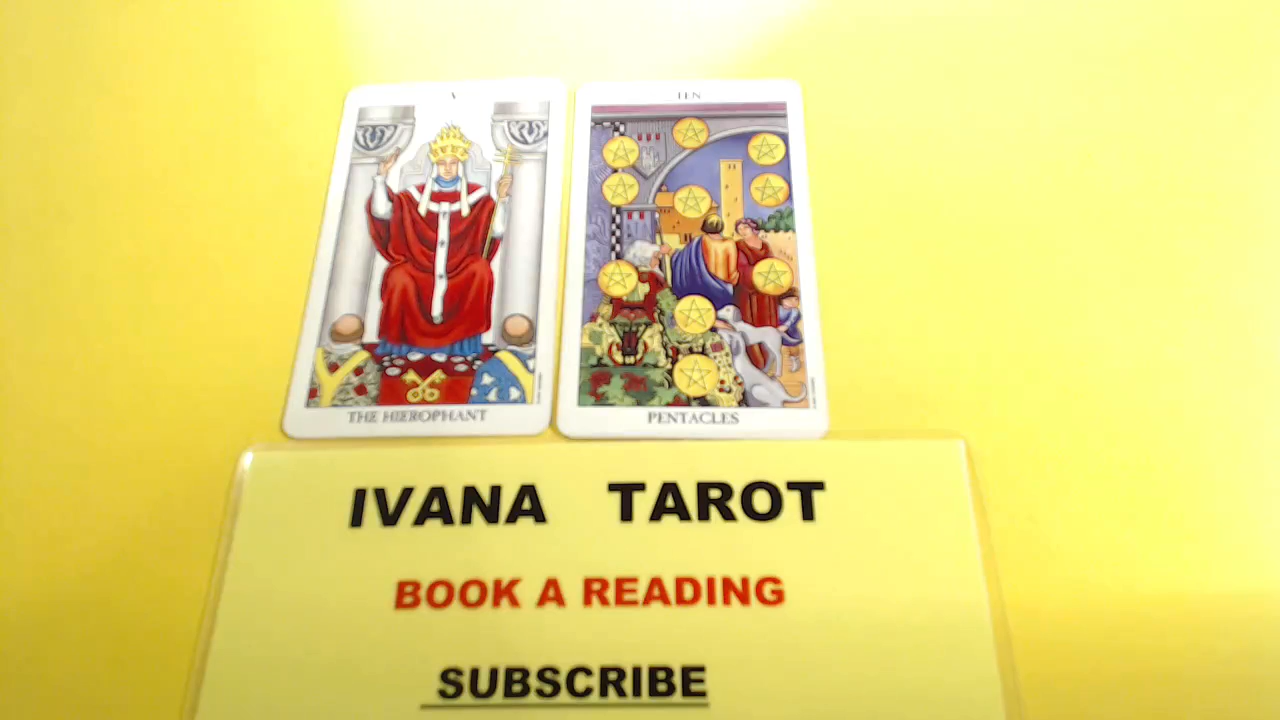 V
TEN
THE HIEROPHANT
PENTACLES
IVANA TAROT
BOOK A READING
SUBSCRIBE